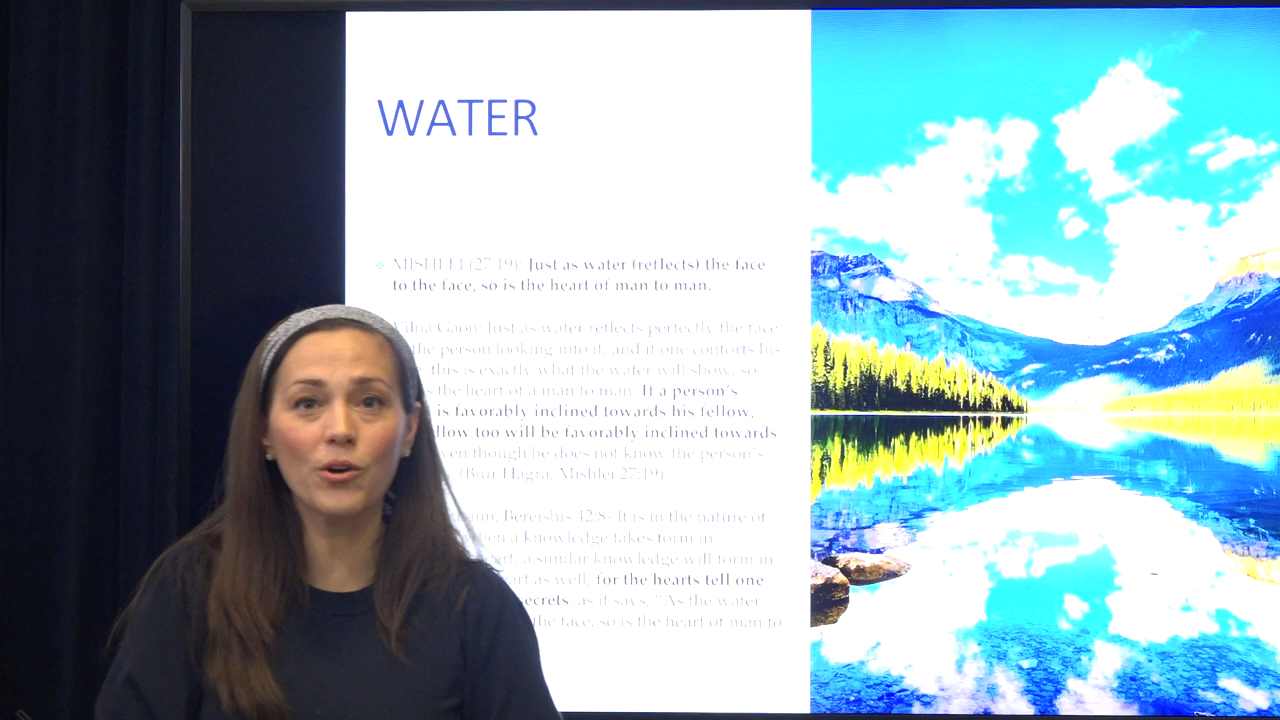 WATER
MISHLEI (27:19): Just as water (reflects) the face
to the face, so is the heart of man to man.
Vilna Gaon: Just as water reflects perfectly the face
the person looking into it, and if one contorts his
this is exactly what the water will show, so
is the heart of a man to man. If a person's
is favorably inclined towards his fellow,
too will be favorably inclined towards
even though he does not know the person's
(Biur Hagra, Mishlei 27:19).
Bereishis 42:8- It is in the nature of
when a knowledge takes form in
a similar knowledge will form in
as well, for the hearts tell one
as it says, "As the water
the face, so is the heart of man to